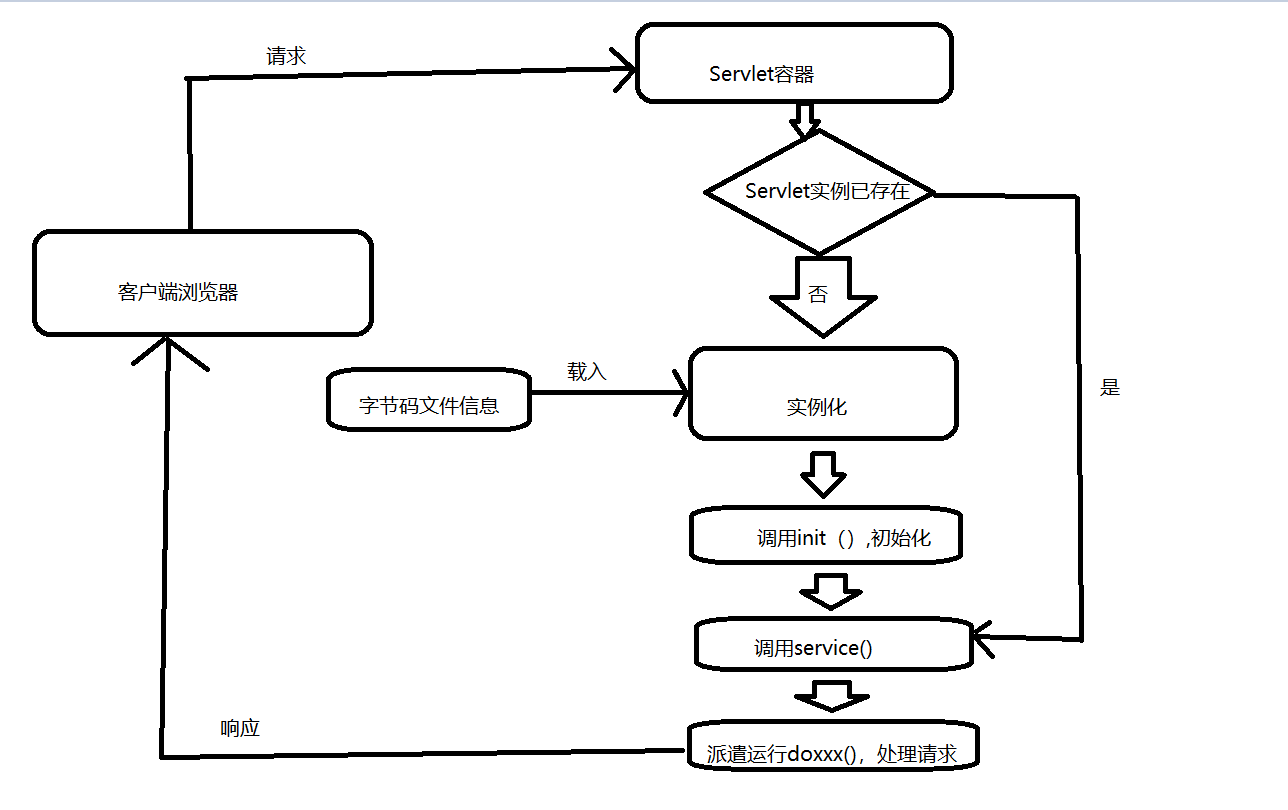 请求
Servlet容器
Servlet实例已存在
客户端浏览器
否
载入
是
字节码文件信息
实例化
调用init（）,初始化
调用service()
响应
派遣运行doxxx()，处理请求